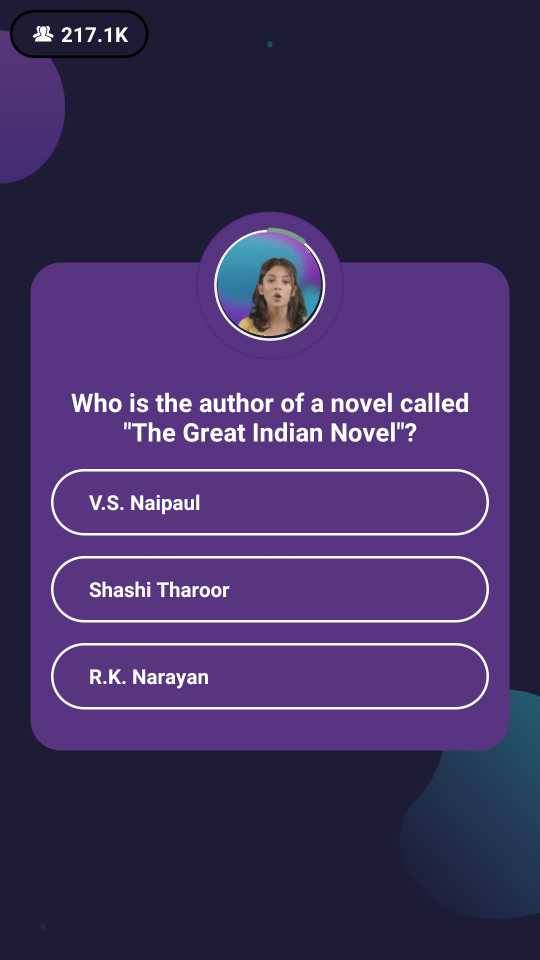 217.1K
Who is the author of a novel called
"The Great Indian Novel"?
V.S. Naipaul
Shashi Tharoor
R.K. Narayan